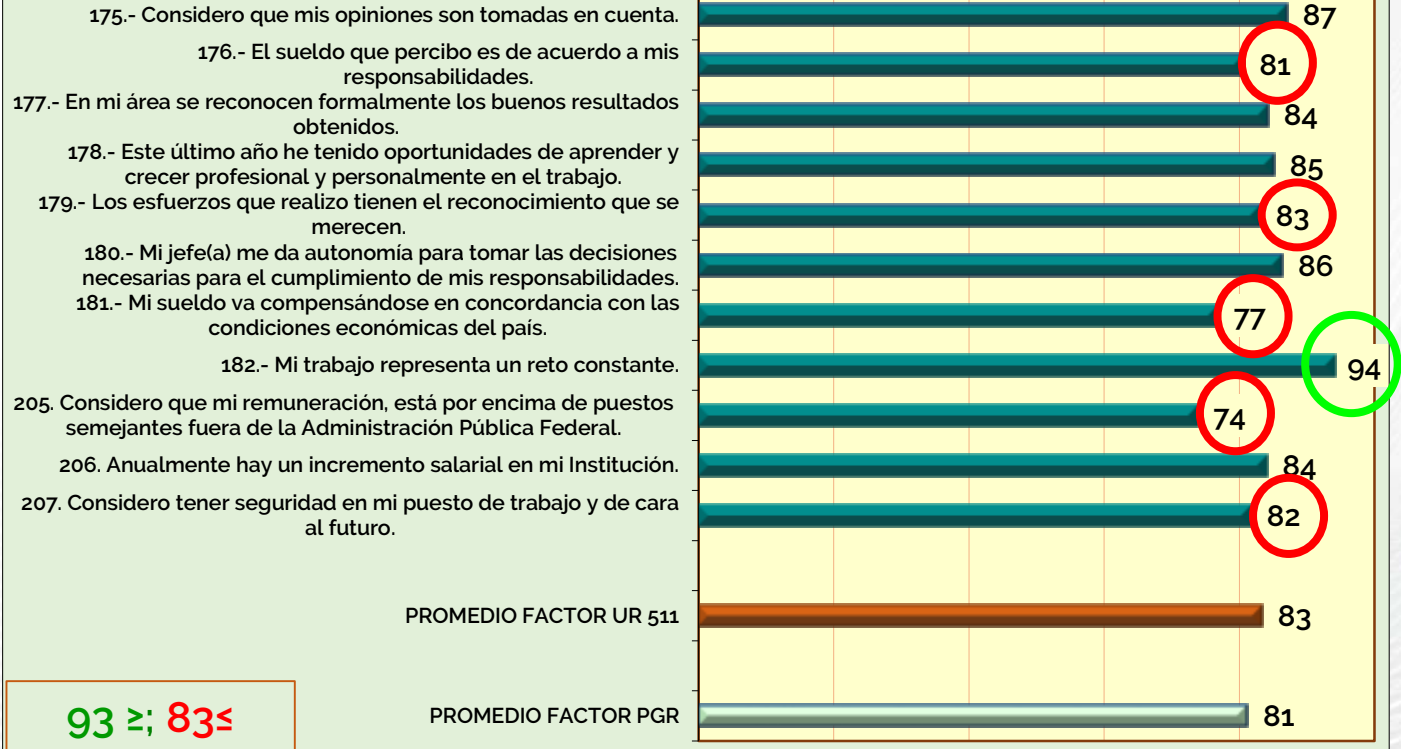 175.- Considero que mis opiniones son tomadas en cuenta.
87
176.- El sueldo que percibo es de acuerdo a mis
responsabilidades.
81
177.- En mi área se reconocen formalmente los buenos resultados
obtenidos.
84
178.- Este último año he tenido oportunidades de aprender y
crecer profesional y personalmente en el trabajo.
85
179.- Los esfuerzos que realizo tienen el reconocimiento que se
merecen.
83
180.- Mi jefe(a) me da autonomía para tomar las decisiones
necesarias para el cumplimiento de mis responsabilidades.
86
181.- Mi sueldo va compensándose en concordancia con las
condiciones económicas del país.
77
182.- Mi trabajo representa un reto constante.
94
205. Considero que mi remuneración, está por encima de puestos
semejantes fuera de la Administración Pública Federal.
74
206. Anualmente hay un incremento salarial en mi Institución.
84
207. Considero tener seguridad en mi puesto de trabajo y de cara
al futuro.
82
PROMEDIO FACTOR UR 511
83
PROMEDIO FACTOR PGR
81
93 ≥; 83≤